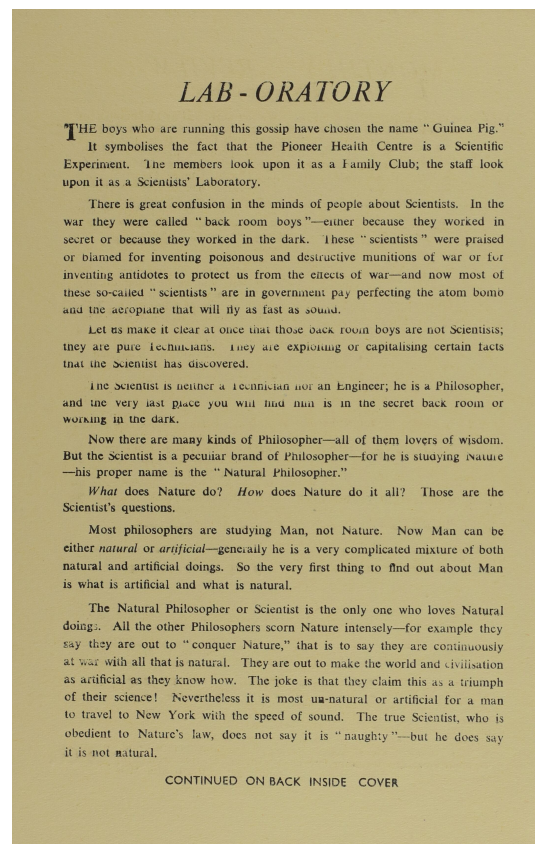 LAB - ORATORY
THE boys who are running this gossip have chosen the name “ Guinea Pig.”
It symbolises the fact that the Pioneer Health Centre is a Scientific
Experiment. The members look upon it as a Family Club; the staff look
upon it as a Scientists’ Laboratory.
There is great confusion in the minds of people about Scientists. In the
war they were called “ back room boys ”—either because they worked in
secret or because they worked in the dark. These “ scientists ” were praised
or blamed for inventing poisonous and destructive munitions of war or for
inventing antidotes to protect us from the effects of war—and now most of
these so-called “ scientists ” are in government pay perfecting the atom bomb
and the aeroplane that will fly as fast as sound.
Let us make it clear at once that those back room boys are not Scientists;
they are pure Technicians. They are exploiting or capitalising certain facts
that the Scientist has discovered.
The Scientist is neither a Technician nor an Engineer; he is a Philosopher,
and the very last place you will find him is in the secret back room or
working in the dark.
Now there are many kinds of Philosopher—all of them lovers of wisdom.
But the Scientist is a peculiar brand of Philosopher—for he is studying Nature
—his proper name is the “ Natural Philosopher.”
What does Nature do? How does Nature do it all? Those are the
Scientist’s questions.
Most philosophers are studying Man, not Nature. Now Man can be
either natural or artificial—generally he is a very complicated mixture of both
natural and artificial doings. So the very first thing to find out about Man
is what is artificial and what is natural.
The Natural Philosopher or Scientist is the only one who loves Natural
doings. All the other Philosophers scorn Nature intensely—for example they
say they are out to “ conquer Nature,” that is to say they are continuously
at war with all that is natural. They are out to make the world and civilisation
as artificial as they know how. The joke is that they claim this as a triumph
of their science! Nevertheless it is most un-natural or artificial for a man
to travel to New York with the speed of sound. The true Scientist, who is
obedient to Nature’s law, does not say it is “ naughty ”—but he does say
it is not natural.
CONTINUED ON BACK INSIDE COVER